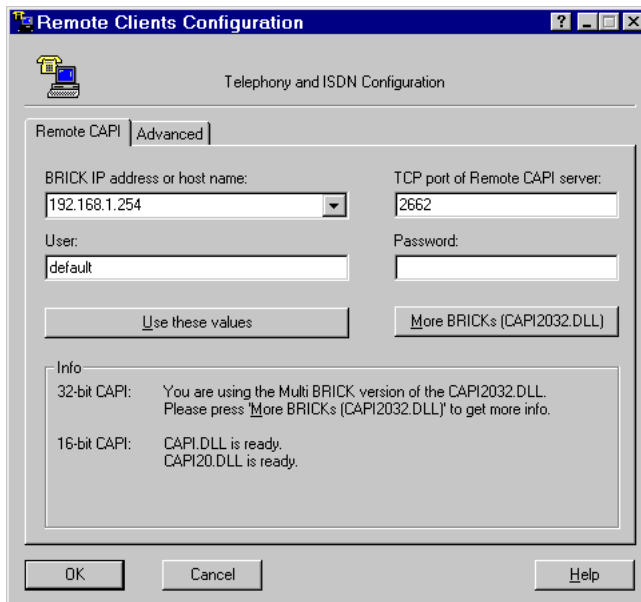 Remote Clients Configuration
Telephony and ISDN Configuration
Remote CAPI Advanced
BRICK IP address or host name: TCP port of Remote CAPI server:
192.168.1.254 2662
User: Password:
default
Use these values More BRICKs (CAPI2032.DLL)
Info
32-bit CAPI: You are using the Multi BRICK version of the CAPI2032.DLL.
Please press 'More BRICKs (CAPI2032.DLL)' to get more info.
16-bit CAPI: CAPI.DLL is ready.
CAPI20.DLL is ready.
OK Cancel Help